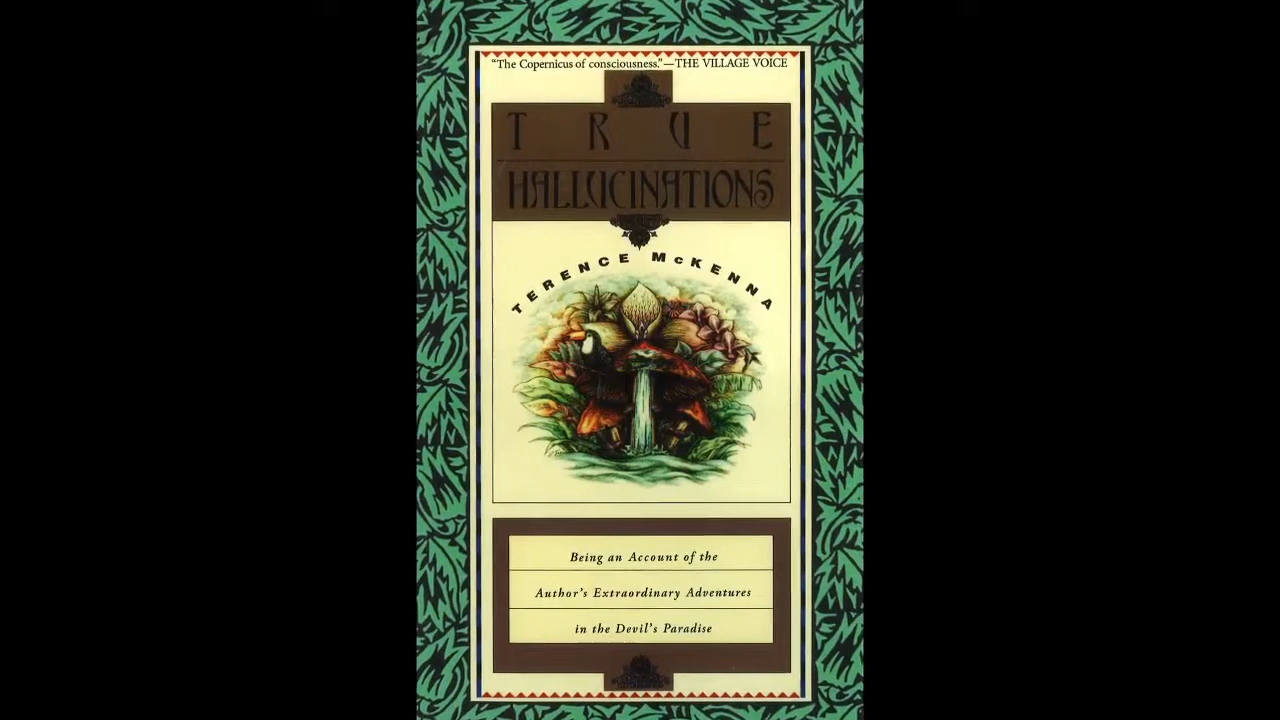 “The Copernicus of consciousness.”—THE VILLAGE VOICE
TRUE
HALLUCINATIONS
TERENCE McKENNA
Being an Account of the
Author's Extraordinary Adventures
in the Devil's Paradise